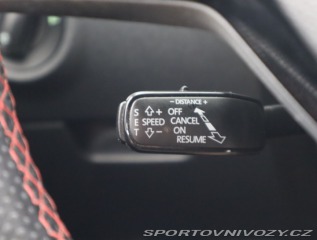 - DISTANCE +
S E T
+ OFF
SPEED CANCEL
- ON
RESUME
SPORTOVNIVOZY.CZ